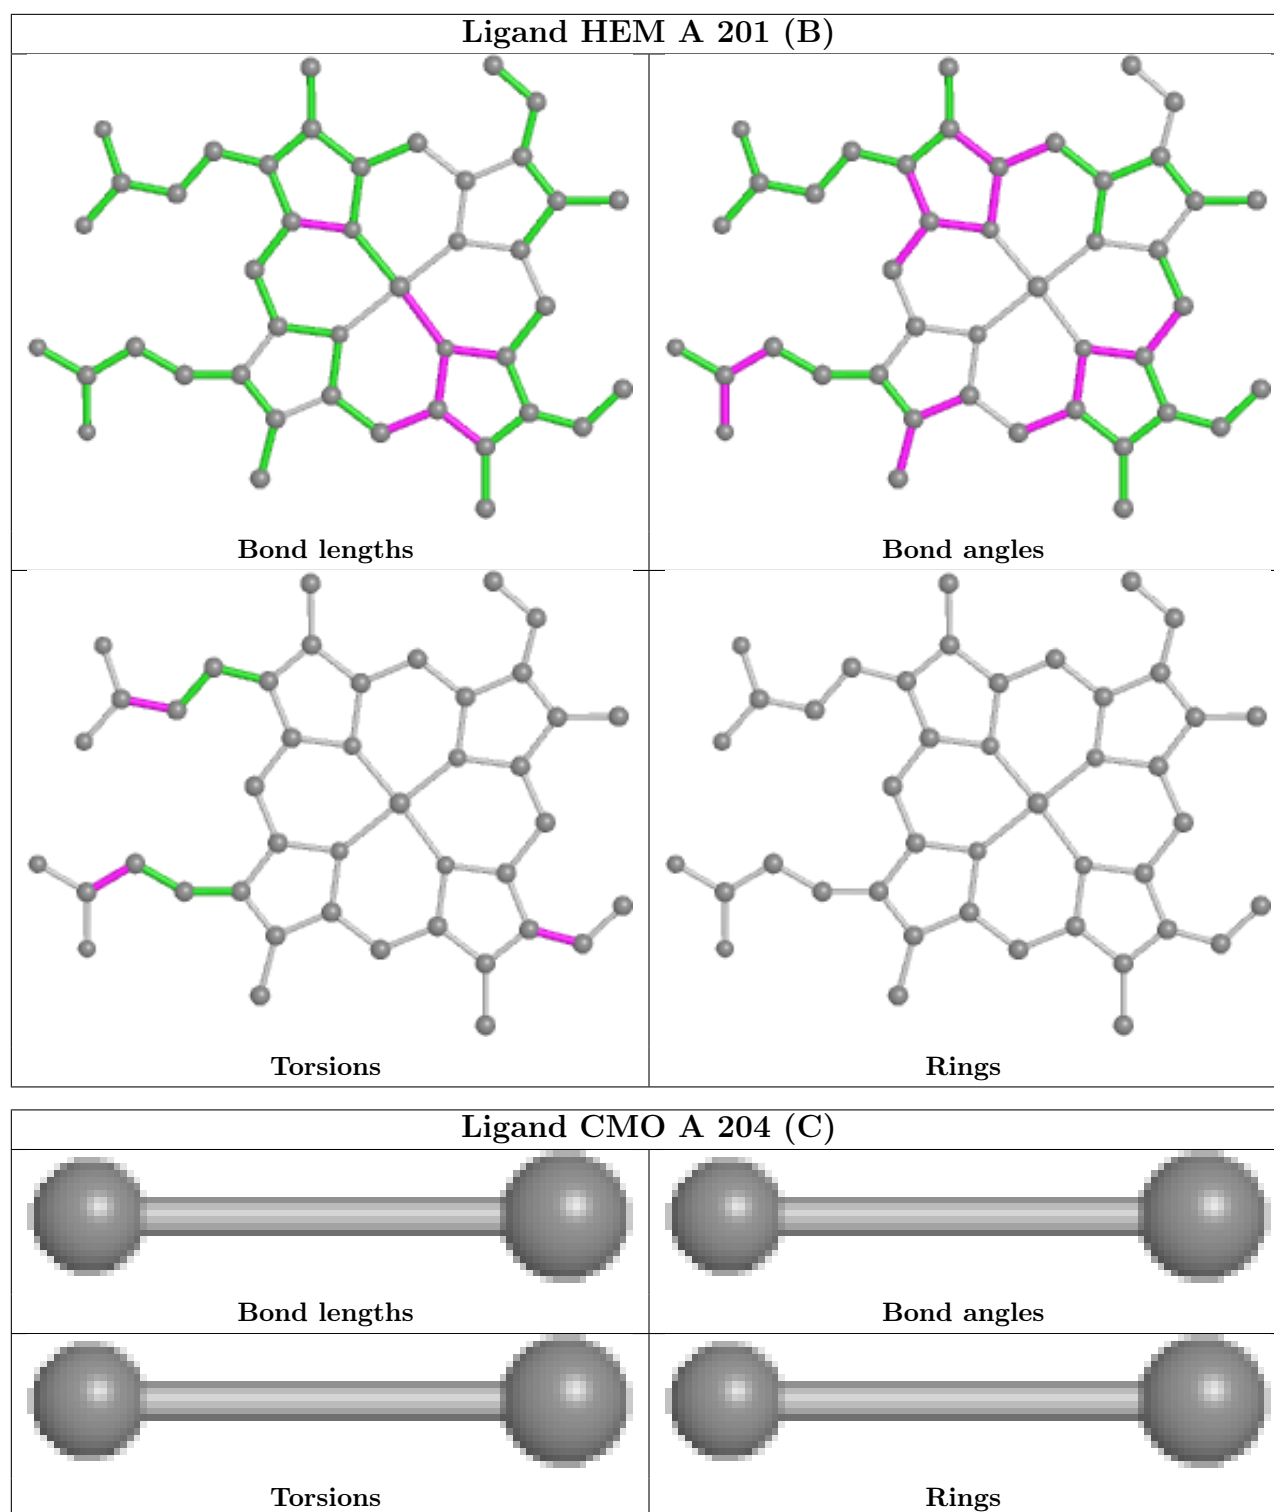 Ligand HEM A 201 (B)
Bond lengths
Bond angles
Torsions
Rings
Ligand CMO A 204 (C)
Bond lengths
Bond angles
Torsions
Rings